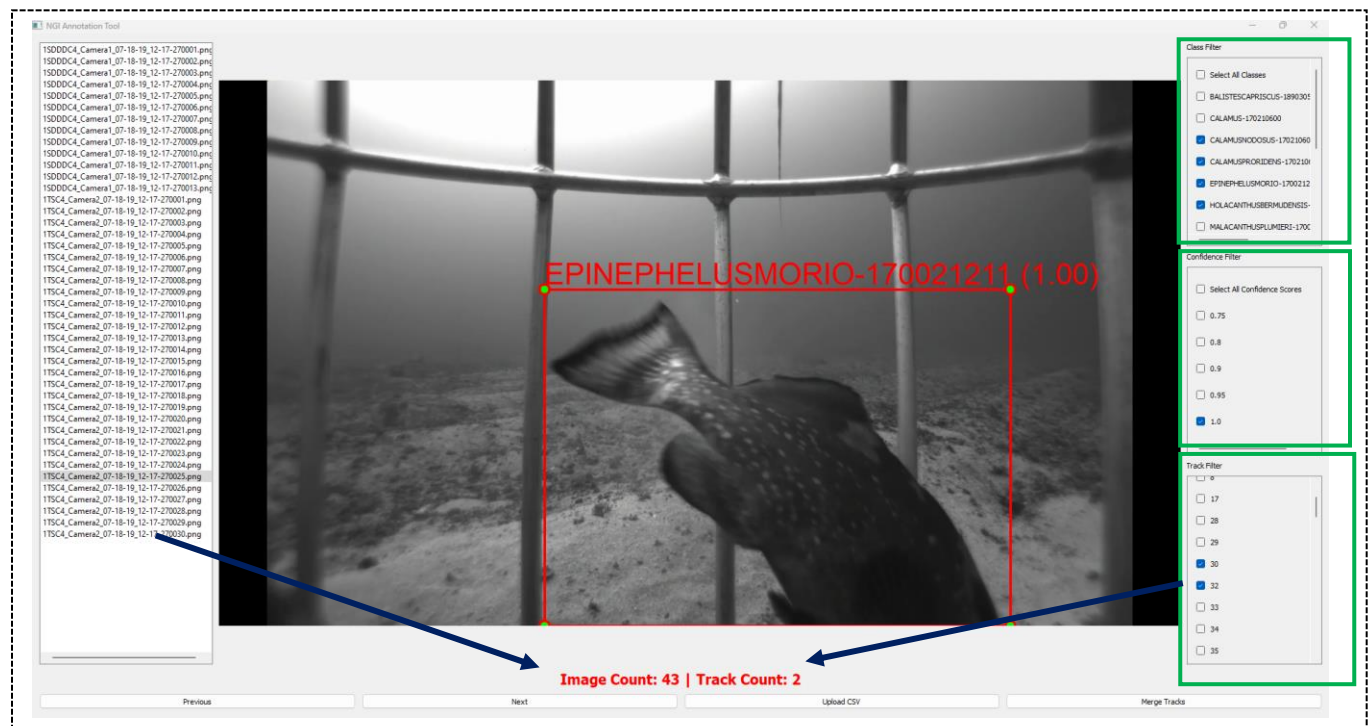 NGI Annotation Tool
1SDDDC4_Camera1_07-18-19_12-17-270001.png
1SDDDC4_Camera1_07-18-19_12-17-270002.png
1SDDDC4_Camera1_07-18-19_12-17-270003.png
1SDDDC4_Camera1_07-18-19_12-17-270004.png
1SDDDC4_Camera1_07-18-19_12-17-270005.png
1SDDDC4_Camera1_07-18-19_12-17-270006.png
1SDDDC4_Camera1_07-18-19_12-17-270007.png
1SDDDC4_Camera1_07-18-19_12-17-270008.png
1SDDDC4_Camera1_07-18-19_12-17-270009.png
1SDDDC4_Camera1_07-18-19_12-17-270010.png
1SDDDC4_Camera1_07-18-19_12-17-270011.png
1SDDDC4_Camera1_07-18-19_12-17-270012.png
1SDDDC4_Camera1_07-18-19_12-17-270013.png
1TSC4_Camera2_07-18-19_12-17-270001.png
1TSC4_Camera2_07-18-19_12-17-270002.png
1TSC4_Camera2_07-18-19_12-17-270003.png
1TSC4_Camera2_07-18-19_12-17-270004.png
1TSC4_Camera2_07-18-19_12-17-270005.png
1TSC4_Camera2_07-18-19_12-17-270006.png
1TSC4_Camera2_07-18-19_12-17-270007.png
1TSC4_Camera2_07-18-19_12-17-270008.png
1TSC4_Camera2_07-18-19_12-17-270009.png
1TSC4_Camera2_07-18-19_12-17-270010.png
1TSC4_Camera2_07-18-19_12-17-270011.png
1TSC4_Camera2_07-18-19_12-17-270012.png
1TSC4_Camera2_07-18-19_12-17-270013.png
1TSC4_Camera2_07-18-19_12-17-270014.png
1TSC4_Camera2_07-18-19_12-17-270015.png
1TSC4_Camera2_07-18-19_12-17-270016.png
1TSC4_Camera2_07-18-19_12-17-270017.png
1TSC4_Camera2_07-18-19_12-17-270018.png
1TSC4_Camera2_07-18-19_12-17-270019.png
1TSC4_Camera2_07-18-19_12-17-270020.png
1TSC4_Camera2_07-18-19_12-17-270021.png
1TSC4_Camera2_07-18-19_12-17-270022.png
1TSC4_Camera2_07-18-19_12-17-270023.png
1TSC4_Camera2_07-18-19_12-17-270024.png
1TSC4_Camera2_07-18-19_12-17-270025.png
1TSC4_Camera2_07-18-19_12-17-270026.png
1TSC4_Camera2_07-18-19_12-17-270027.png
1TSC4_Camera2_07-18-19_12-17-270028.png
1TSC4_Camera2_07-18-19_12-17-270029.png
1TSC4_Camera2_07-18-19_12-17-270030.png
EPINEPHELUSMORIO-170021211 (1.00)
Class Filter
Select All Classes
BALISTESCAPRISCUS-1890305
CALAMUS-170210600
CALAMUSNODOSUS-17021060
CALAMUSPRORIDENS-170210
EPINEPHELUSMORIO-1700212
HOLACANTHUSBERMUDENSIS-
MALACANTHUSPLUMIERI-170
Confidence Filter
Select All Confidence Scores
0.75
0.8
0.9
0.95
1.0
Track Filter
17
28
29
30
32
33
34
35
Image Count: 43 | Track Count: 2
Previous
Next
Upload CSV
Merge Tracks